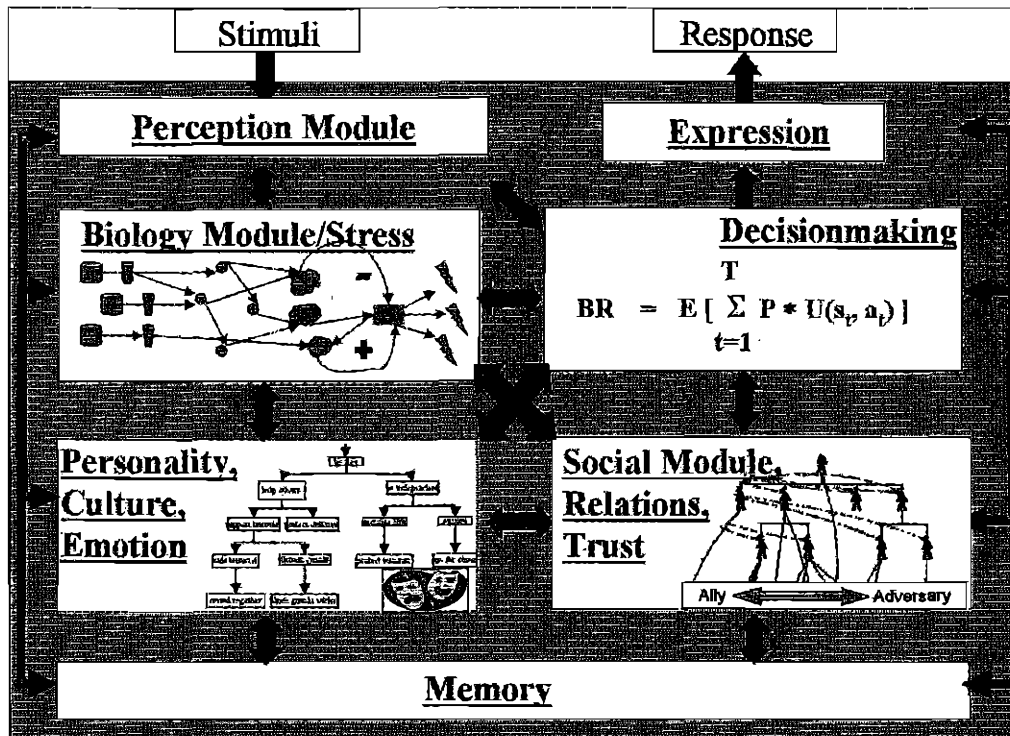 Stimuli
Response
Perception Module
Expression
Biology Module/Stress
-
+
Decisionmaking
T
BR = E [ Σ P * U(s_t, a_t) ]
t=1
Personality,
Culture,
Emotion
Social Module,
Relations,
Trust
Ally
Adversary
Memory